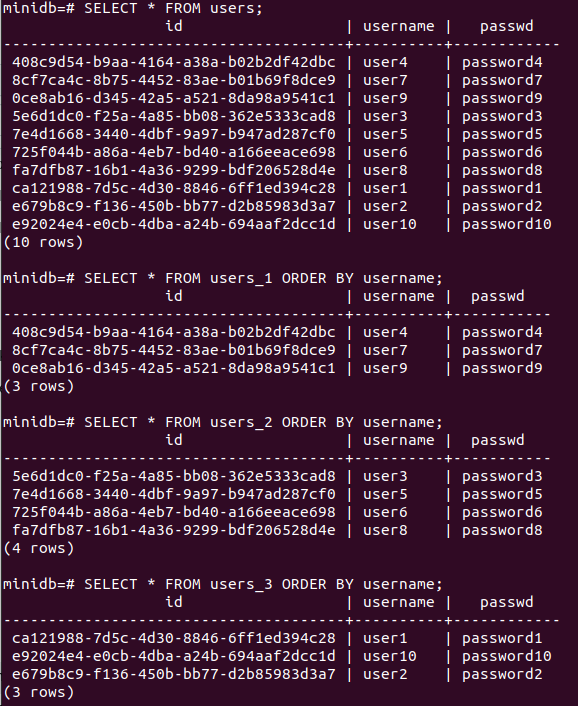 minidb=# SELECT * FROM users;
                  id                  | username |   passwd
--------------------------------------+----------+------------
 408c9d54-b9aa-4164-a38a-b02b2df42dbc | user4    | password4
 8cf7ca4c-8b75-4452-83ae-b01b69f8dce9 | user7    | password7
 0ce8ab16-d345-42a5-a521-8da98a9541c1 | user9    | password9
 5e6d1dc0-f25a-4a85-bb08-362e5333cad8 | user3    | password3
 7e4d1668-3440-4dbf-9a97-b947ad287cf0 | user5    | password5
 725f044b-a86a-4eb7-bd40-a166eeace698 | user6    | password6
 fa7dfb87-16b1-4a36-9299-bdf206528d4e | user8    | password8
 ca121988-7d5c-4d30-8846-6ff1ed394c28 | user1    | password1
 e679b8c9-f136-450b-bb77-d2b85983d3a7 | user2    | password2
 e92024e4-e0cb-4dba-a24b-694aaf2dcc1d | user10   | password10
(10 rows)

minidb=# SELECT * FROM users_1 ORDER BY username;
                  id                  | username |  passwd
--------------------------------------+----------+-----------
 408c9d54-b9aa-4164-a38a-b02b2df42dbc | user4    | password4
 8cf7ca4c-8b75-4452-83ae-b01b69f8dce9 | user7    | password7
 0ce8ab16-d345-42a5-a521-8da98a9541c1 | user9    | password9
(3 rows)

minidb=# SELECT * FROM users_2 ORDER BY username;
                  id                  | username |  passwd
--------------------------------------+----------+-----------
 5e6d1dc0-f25a-4a85-bb08-362e5333cad8 | user3    | password3
 7e4d1668-3440-4dbf-9a97-b947ad287cf0 | user5    | password5
 725f044b-a86a-4eb7-bd40-a166eeace698 | user6    | password6
 fa7dfb87-16b1-4a36-9299-bdf206528d4e | user8    | password8
(4 rows)

minidb=# SELECT * FROM users_3 ORDER BY username;
                  id                  | username |   passwd
--------------------------------------+----------+------------
 ca121988-7d5c-4d30-8846-6ff1ed394c28 | user1    | password1
 e92024e4-e0cb-4dba-a24b-694aaf2dcc1d | user10   | password10
 e679b8c9-f136-450b-bb77-d2b85983d3a7 | user2    | password2
(3 rows)